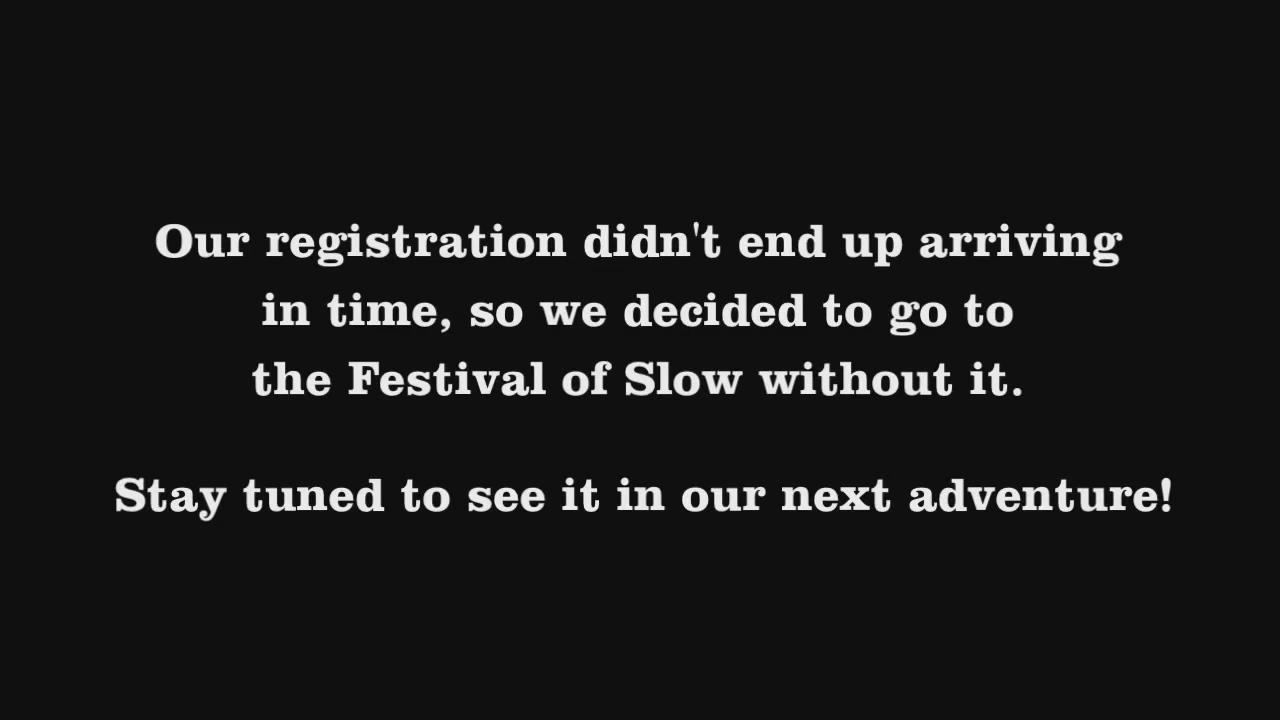 Our registration didn't end up arriving
in time, so we decided to go to
the Festival of Slow without it.
Stay tuned to see it in our next adventure!